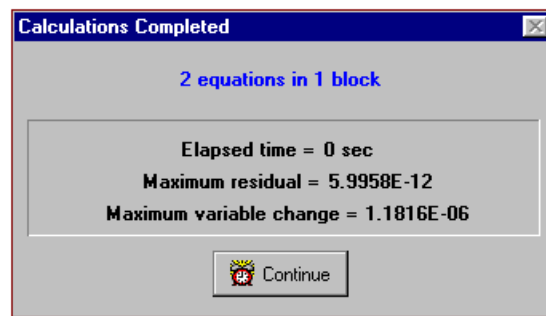 Calculations Completed
2 equations in 1 block
Elapsed time = 0 sec
Maximum residual = 5.9958E-12
Maximum variable change = 1.1816E-06
Continue